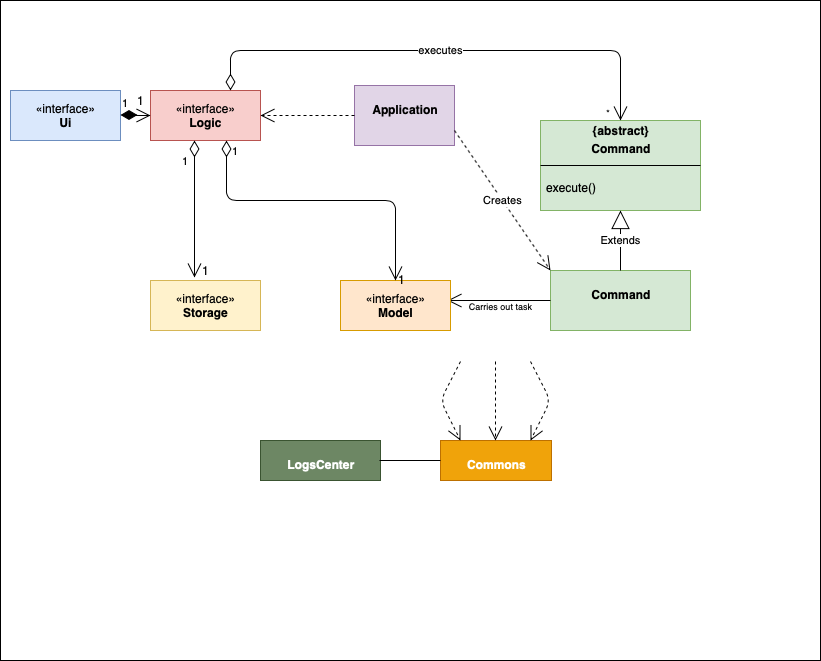 executes
«interface»
Ui
1
1
«interface»
Logic
Application
*
{abstract}
Command
execute()
1
1
Creates
Extends
1
1
«interface»
Storage
«interface»
Model
Carries out task
Command
LogsCenter
Commons